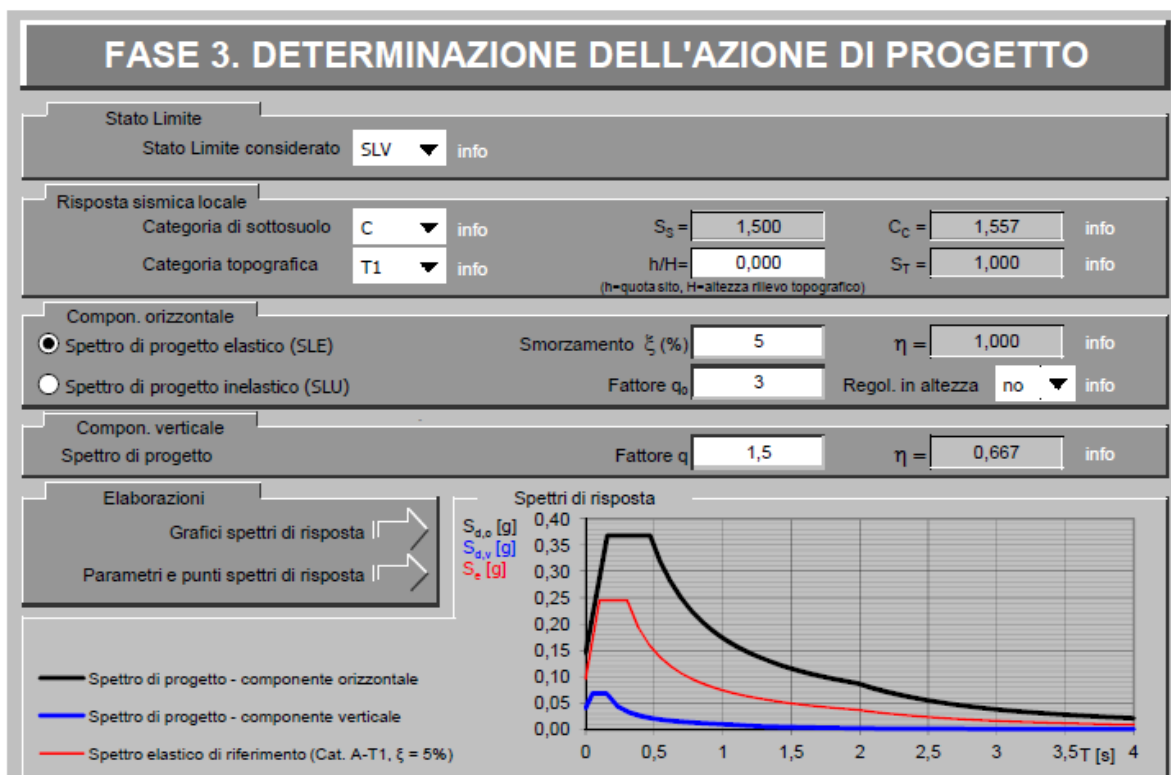 FASE 3. DETERMINAZIONE DELL'AZIONE DI PROGETTO
Stato Limite
Stato Limite considerato SLV info
Risposta sismica locale
Categoria di sottosuolo C info S_S = 1,500 C_C = 1,557 info
Categoria topografica T1 info h/H= 0,000 S_T = 1,000 info
(h=quota sito, H=altezza rilievo topografico)
Compon. orizzontale
Spettro di progetto elastico (SLE) Smorzamento ξ (%) 5 η = 1,000 info
Spettro di progetto inelastico (SLU) Fattore q_o 3 Regol. in altezza no info
Compon. verticale
Spettro di progetto Fattore q 1,5 η = 0,667 info
Elaborazioni
Grafici spettri di risposta
Parametri e punti spettri di risposta
Spettri di risposta
S_d,o [g]
S_d,v [g]
S_e [g]
0,40
0,35
0,30
0,25
0,20
0,15
0,10
0,05
0,00
0 0,5 1 1,5 2 2,5 3 3,5 T [s] 4
Spettro di progetto - componente orizzontale
Spettro di progetto - componente verticale
Spettro elastico di riferimento (Cat. A-T1, ξ = 5%)